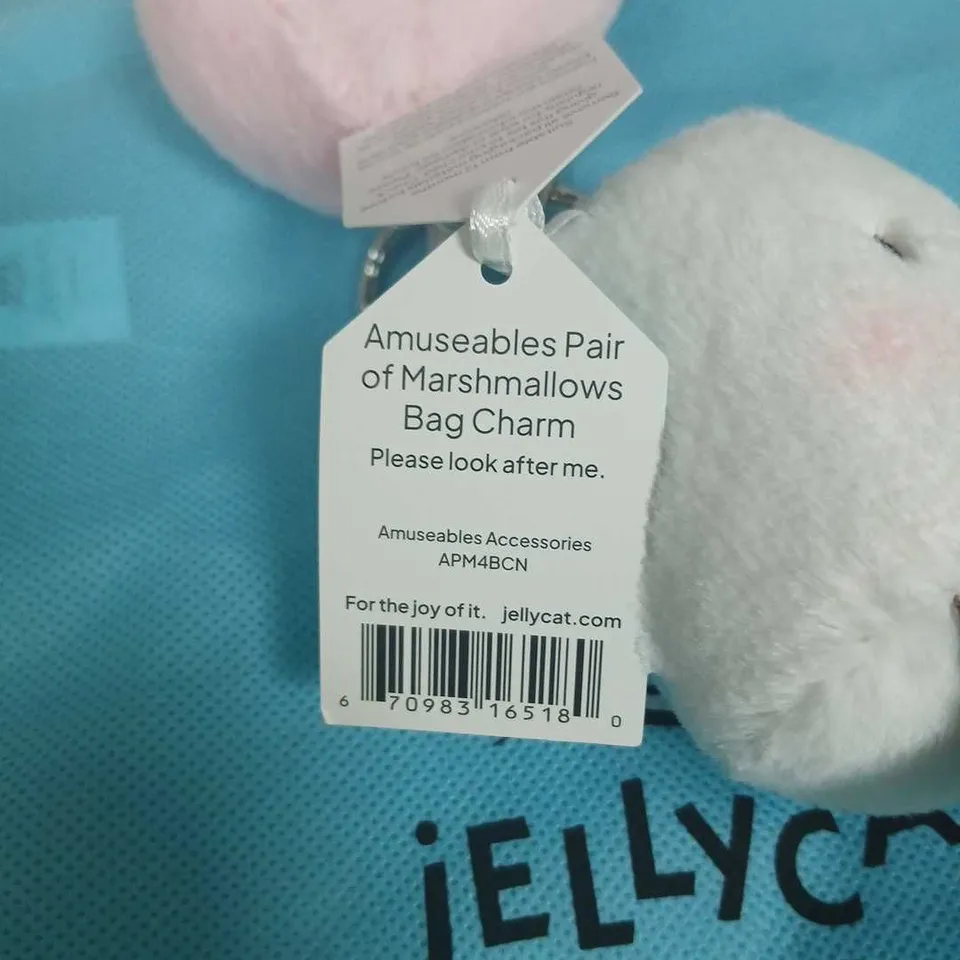 Amuseables Pair
of Marshmallows
Bag Charm
Please look after me.
Amuseables Accessories
APM4BCN
For the joy of it. jellycat.com
6 70983 16518 0
jELLYCA